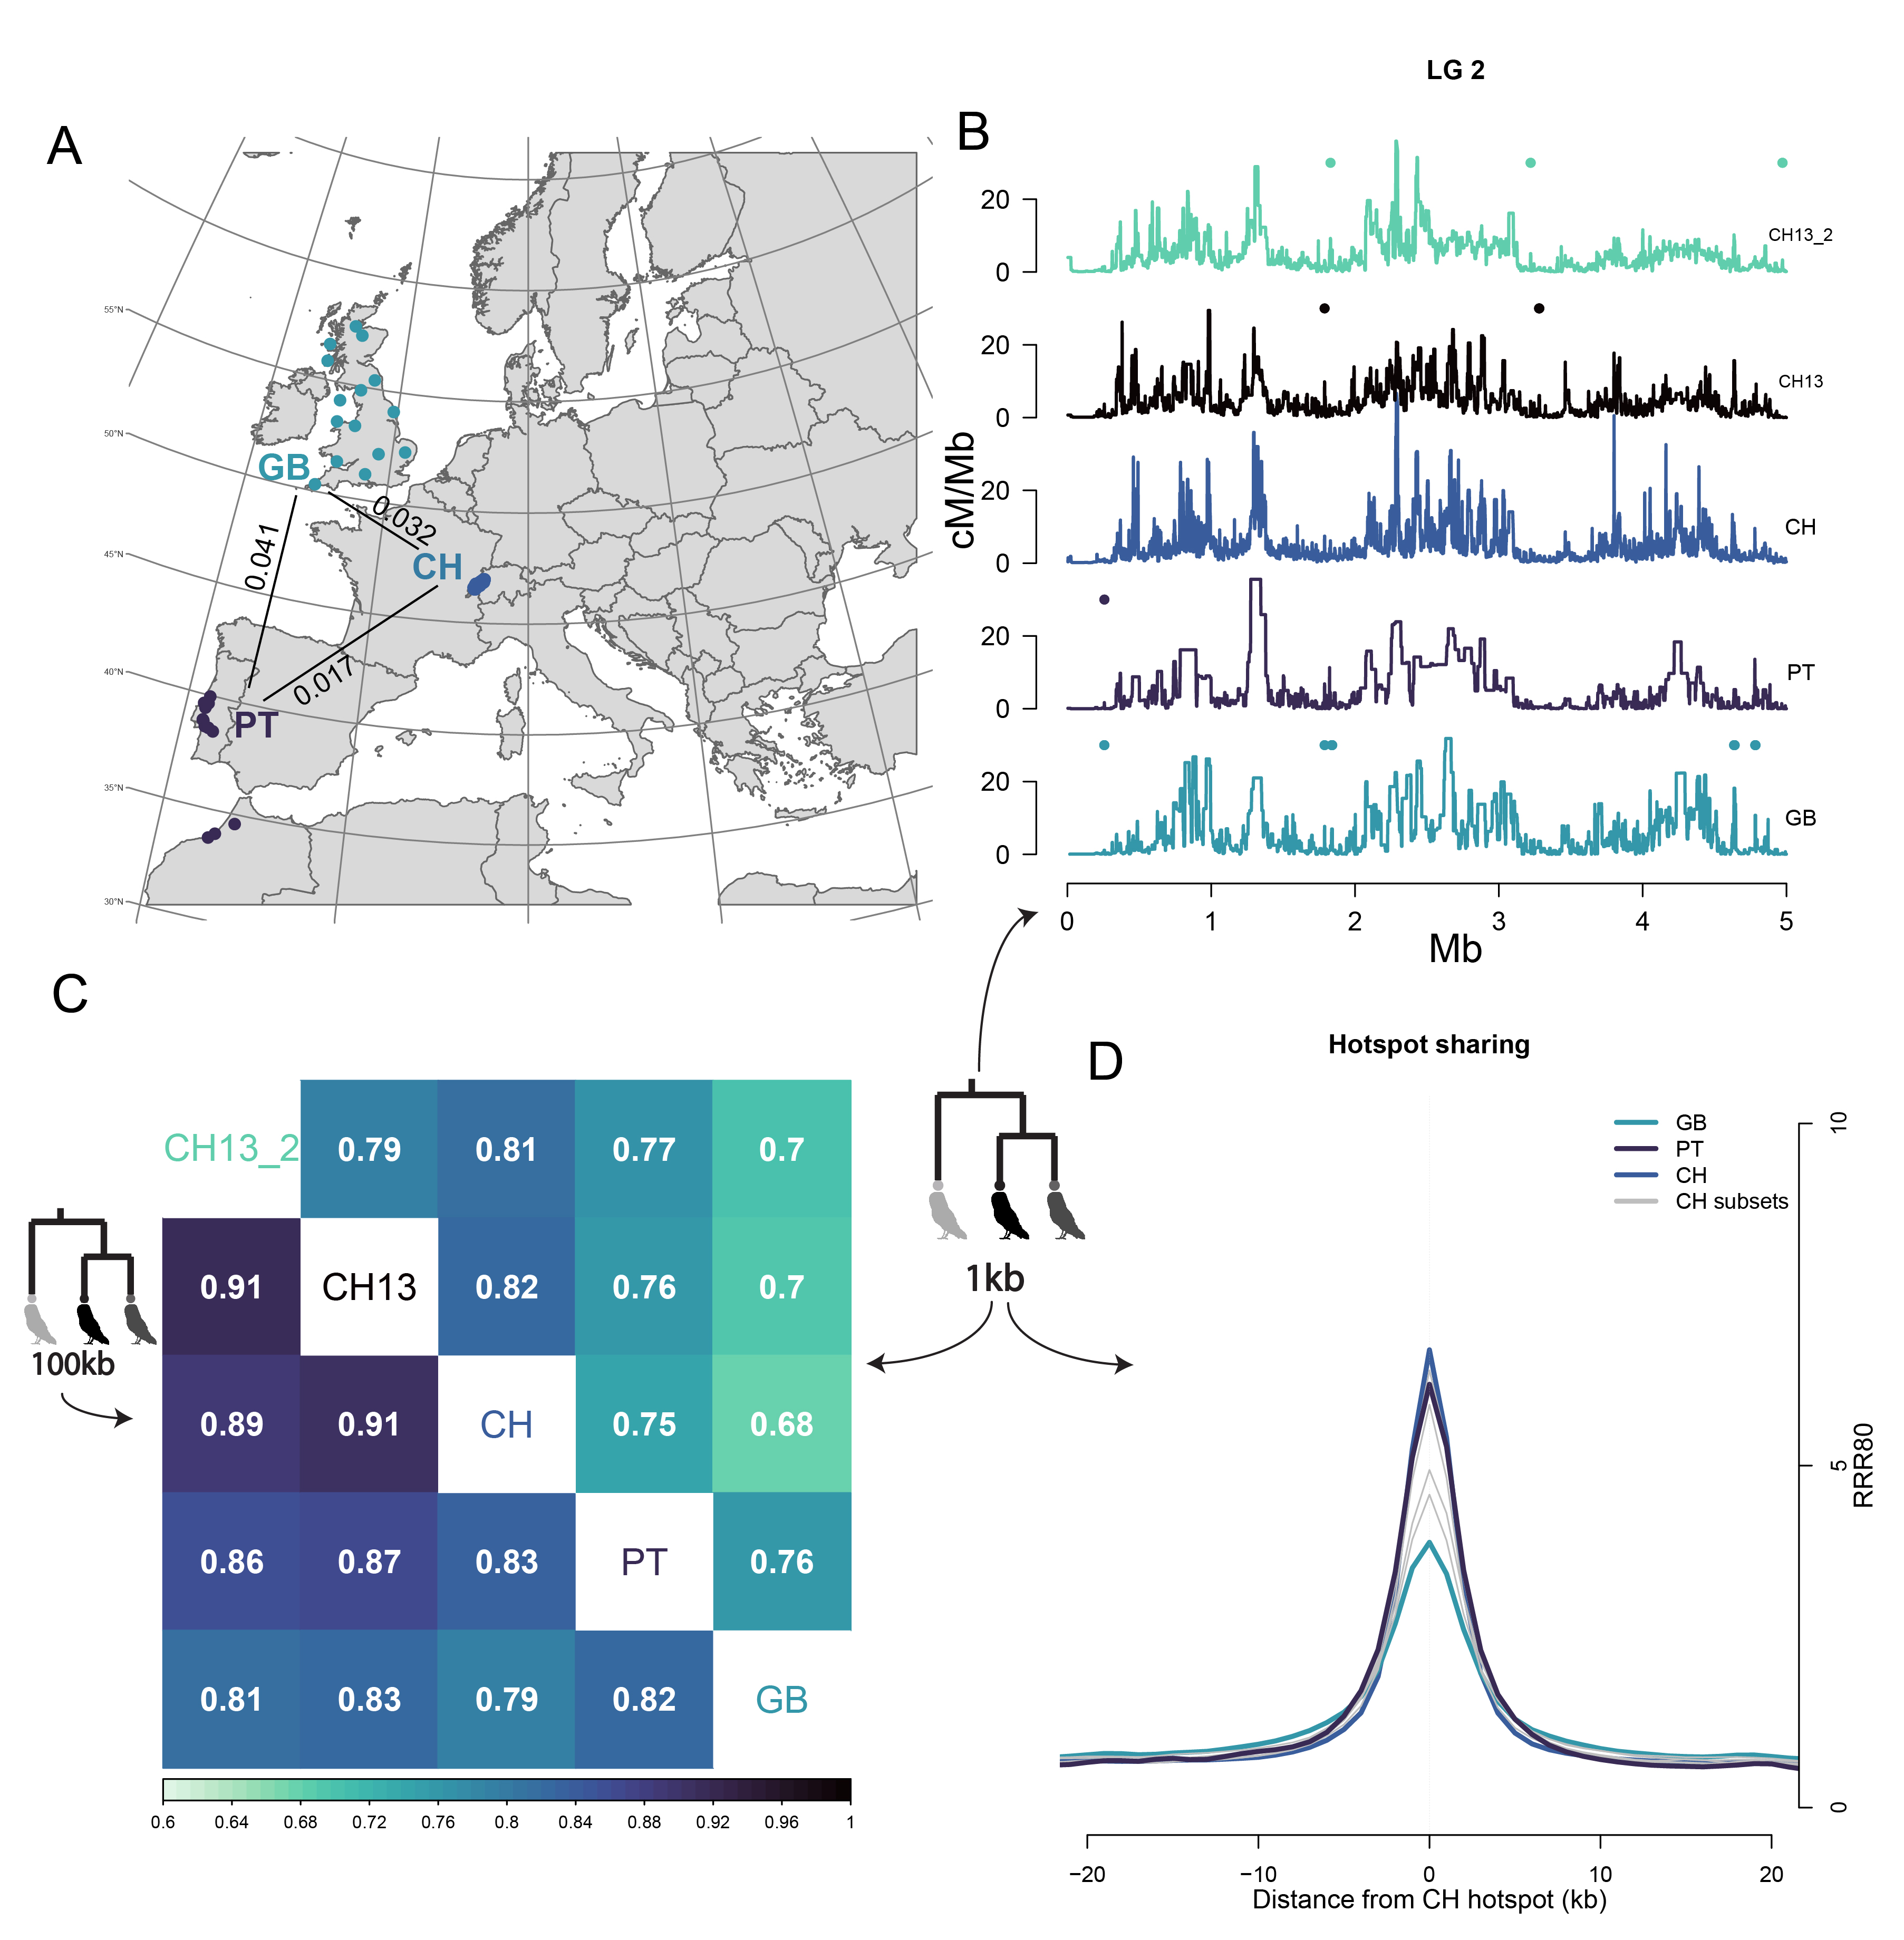 A
55°N
50°N
45°N
40°N
35°N
30°N
GB
0.032
0.041
CH
0.017
PT
B
LG 2
cM/Mb
20
0
CH13_2
20
0
CH13
20
0
CH
20
0
PT
20
0
GB
0 1 2 3 4 5
Mb
C
CH13_2 0.79 0.81 0.77 0.7
0.91 CH13 0.82 0.76 0.7
0.89 0.91 CH 0.75 0.68
0.86 0.87 0.83 PT 0.76
0.81 0.83 0.79 0.82 GB
0.6 0.64 0.68 0.72 0.76 0.8 0.84 0.88 0.92 0.96 1
100kb
1kb
D
Hotspot sharing
GB
PT
CH
CH subsets
10
5
0
RRR80
−20 −10 0 10 20
Distance from CH hotspot (kb)